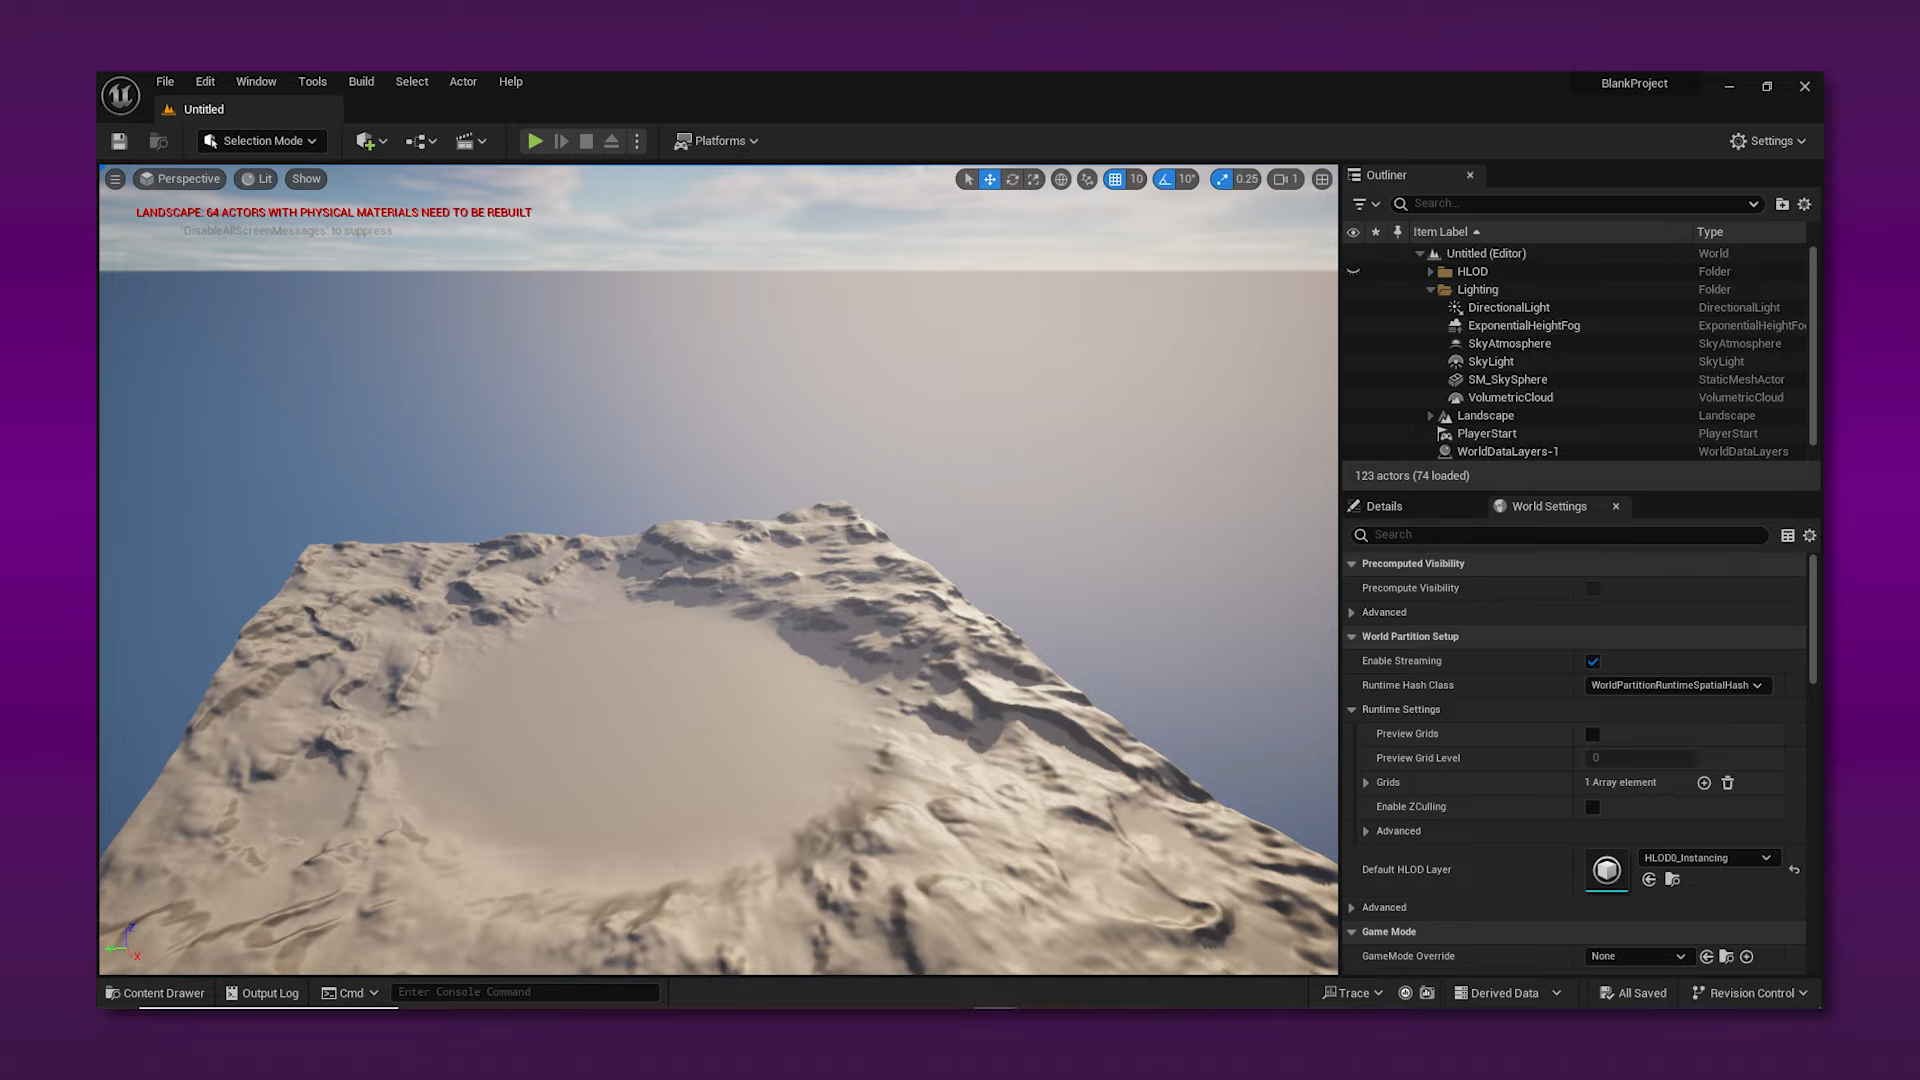 File Edit Window Tools Build Select Actor Help
BlankProject
Untitled
Selection Mode
Platforms
Settings
Perspective Lit Show
10 10° 0.25 1
LANDSCAPE: 64 ACTORS WITH PHYSICAL MATERIALS NEED TO BE REBUILT
'DisableAllScreenMessages' to suppress
Outliner
Search...
Item Label Type
Untitled (Editor) World
HLOD Folder
Lighting Folder
DirectionalLight DirectionalLight
ExponentialHeightFog ExponentialHeightFo
SkyAtmosphere SkyAtmosphere
SkyLight SkyLight
SM_SkySphere StaticMeshActor
VolumetricCloud VolumetricCloud
Landscape Landscape
PlayerStart PlayerStart
WorldDataLayers-1 WorldDataLayers
123 actors (74 loaded)
Details World Settings
Search
Precomputed Visibility
Precompute Visibility
Advanced
World Partition Setup
Enable Streaming
Runtime Hash Class WorldPartitionRuntimeSpatialHash
Runtime Settings
Preview Grids
Preview Grid Level 0
Grids 1 Array element
Enable ZCulling
Advanced
Default HLOD Layer HLOD0_Instancing
Advanced
Game Mode
GameMode Override None
Z
X
Content Drawer Output Log Cmd Enter Console Command
Trace Derived Data All Saved Revision Control